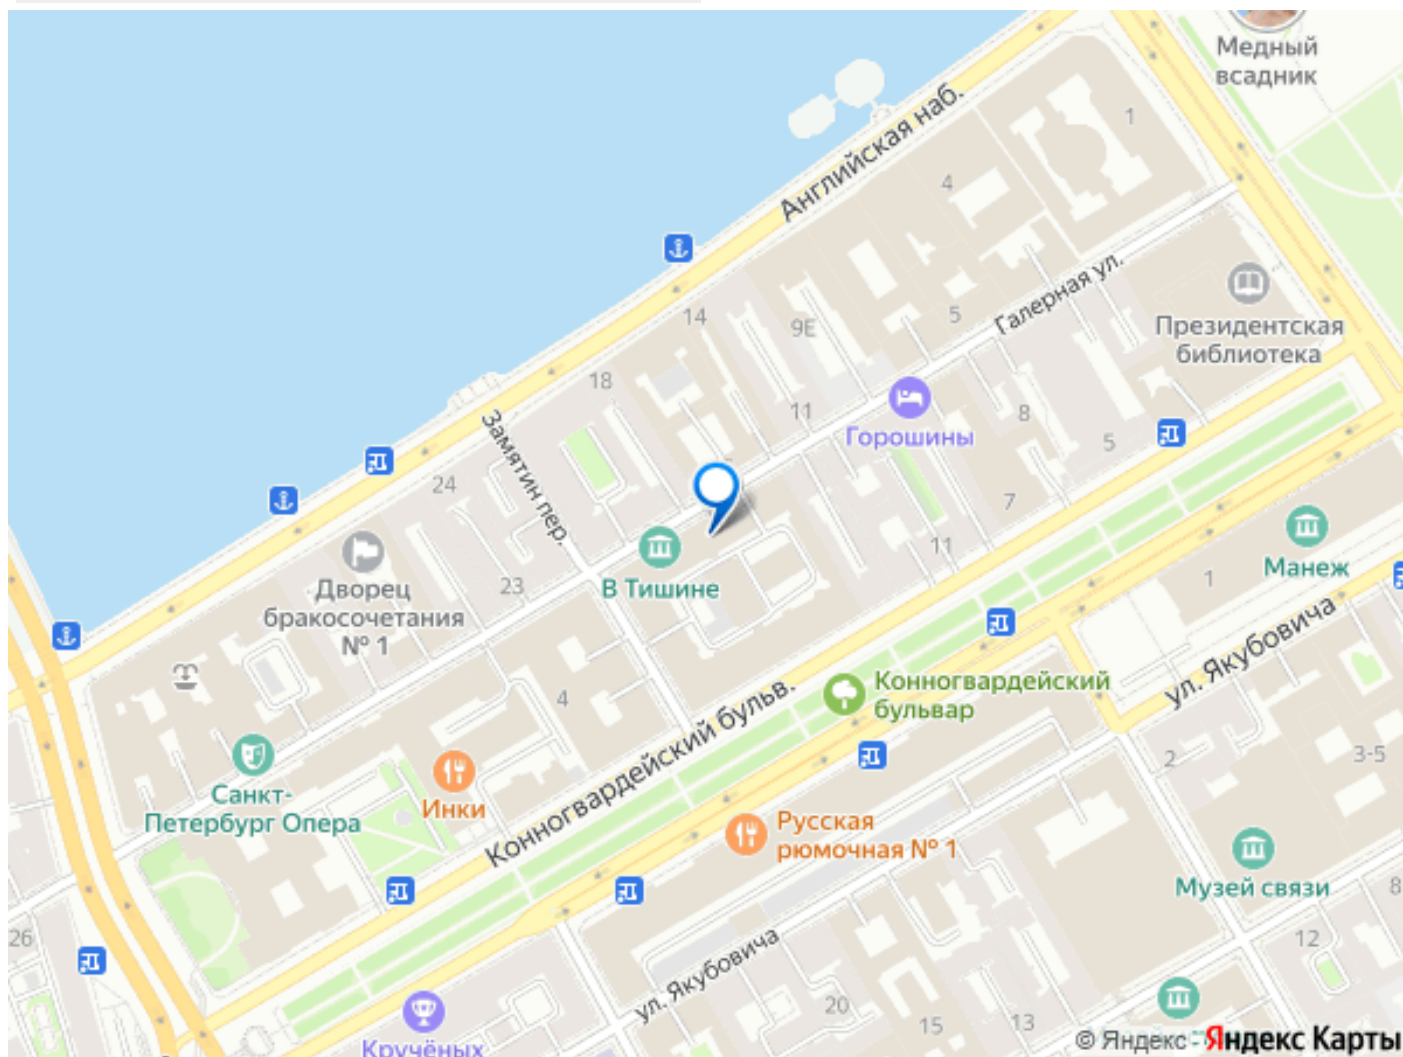 Медный
всадник
1
Английская наб.
4
Галерная ул.
5
Президентская
библиотека
14
9Е
18
11
Горошины
8
5
Замятин пер.
24
7
11
Манеж
1
В Тишине
23
Дворец
бракосочетания
№ 1
ул. Якубовича
Конногвардейский
бульвар
4
Конногвардейский бульв.
2
3-5
Санкт-
Петербург Опера
Инки
Русская
рюмочная № 1
Музей связи
8
26
12
ул. Якубовича
20
15
13
Кручёных
© Яндекс
Яндекс Карты